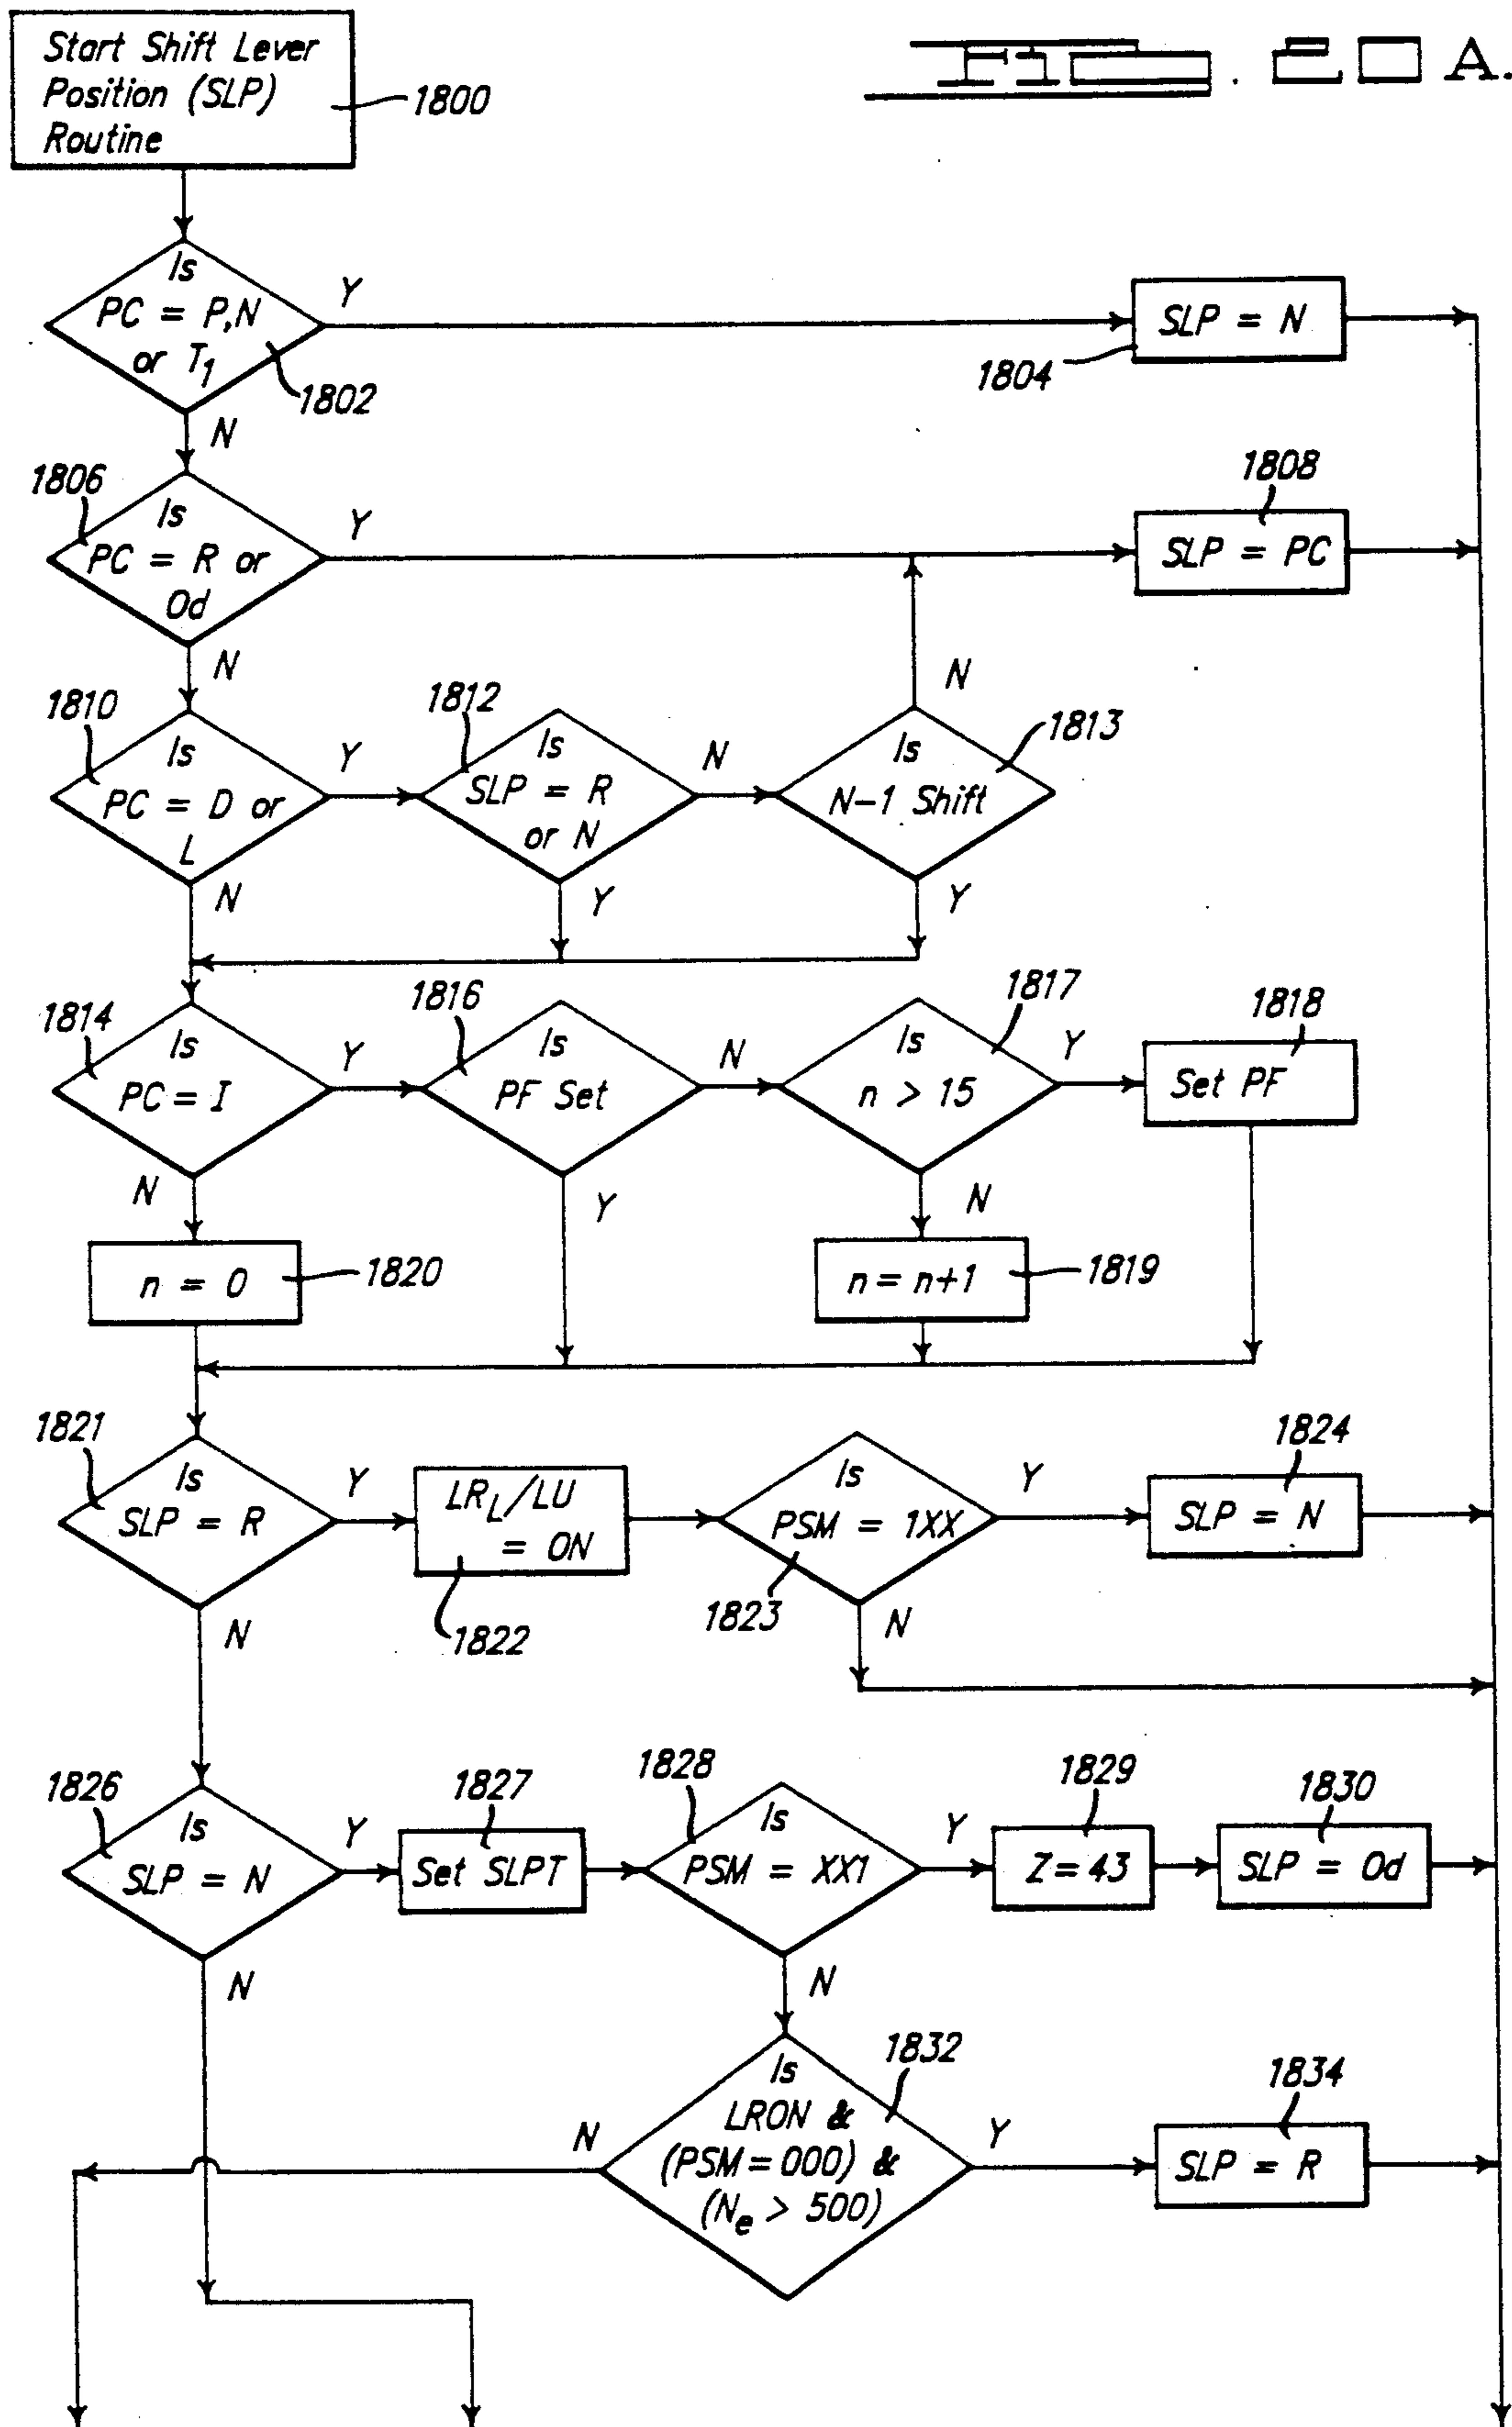 Start Shift Lever
Position (SLP)
Routine
1800
FIG. 20 A.
Is
PC = P,N
or T1
1802
Y
N
SLP = N
1804
1806
Is
PC = R or
Od
Y
N
1808
SLP = PC
1810
Is
PC = D or
L
Y
N
1812
Is
SLP = R
or N
N
Y
1813
Is
N-1 Shift
N
Y
1814
Is
PC = I
Y
N
1816
Is
PF Set
N
Y
1817
Is
n > 15
Y
N
1818
Set PF
n = 0
1820
n = n+1
1819
1821
Is
SLP = R
Y
N
LRL/LU
= ON
1822
Is
PSM = 1XX
1823
Y
N
1824
SLP = N
1826
Is
SLP = N
Y
N
1827
Set SLPT
1828
Is
PSM = XX1
Y
N
1829
Z = 43
1830
SLP = Od
1832
Is
LRON &
(PSM = 000) &
(Ne > 500)
N
Y
1834
SLP = R